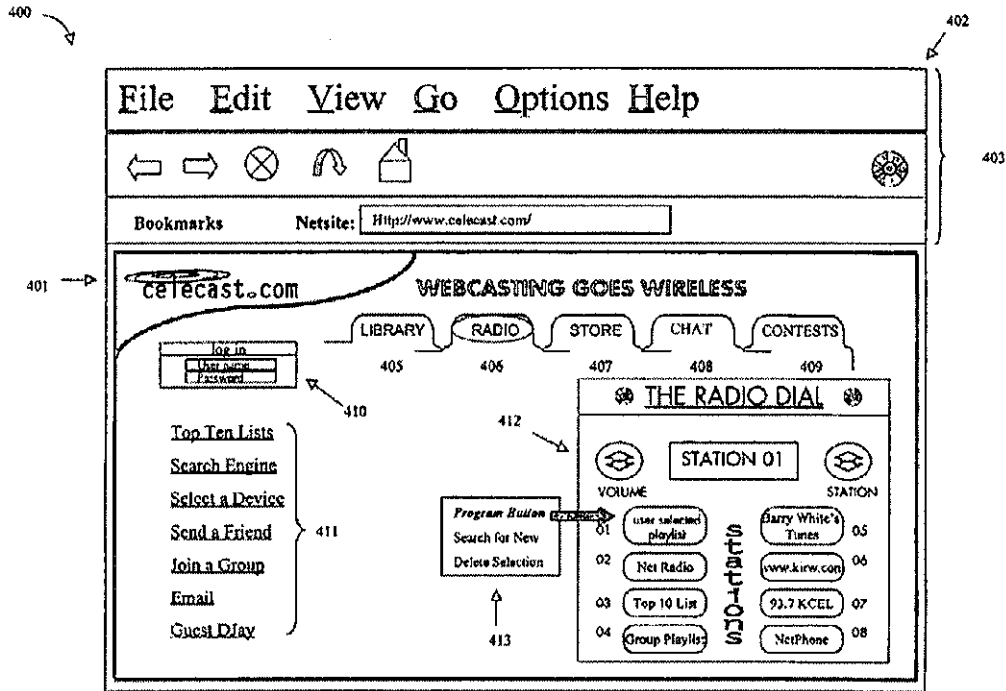 400
402
File Edit View Go Options Help
403
Bookmarks Netsite: Http://www.celecast.com/
401
celecast.com
WEBCASTING GOES WIRELESS
LIBRARY RADIO STORE CHAT CONTESTS
405 406 407 408 409
log in
User name
Password
410
THE RADIO DIAL
412
STATION 01
VOLUME
STATION
Top Ten Lists
Search Engine
Select a Device
Send a Friend
Join a Group
Email
Guest DJay
411
Program Button
Search for New
Delete Selection
413
01 user selected playlist
02 Net Radio
03 Top 10 List
04 Group Playlist
Stations
Barry White's Tunes 05
www.kirw.con 06
93.7 KCEL 07
NetPhone 08